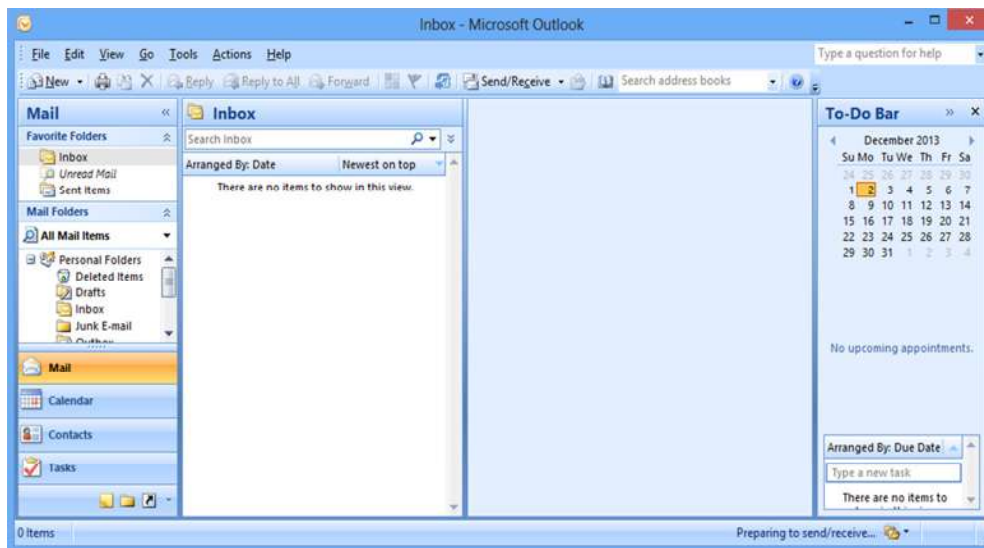 Inbox - Microsoft Outlook
File Edit View Go Tools Actions Help
Type a question for help
New Reply Reply to All Forward Send/Receive Search address books
Mail
Favorite Folders
Inbox
Unread Mail
Sent Items
Mail Folders
All Mail Items
Personal Folders
Deleted Items
Drafts
Inbox
Junk E-mail
Outbox
Mail
Calendar
Contacts
Tasks
Inbox
Search Inbox
Arranged By: Date Newest on top
There are no items to show in this view.
To-Do Bar
December 2013
Su Mo Tu We Th Fr Sa
24 25 26 27 28 29 30
1 2 3 4 5 6 7
8 9 10 11 12 13 14
15 16 17 18 19 20 21
22 23 24 25 26 27 28
29 30 31 1 2 3 4
No upcoming appointments.
Arranged By: Due Date
Type a new task
There are no items to
0 Items
Preparing to send/receive...